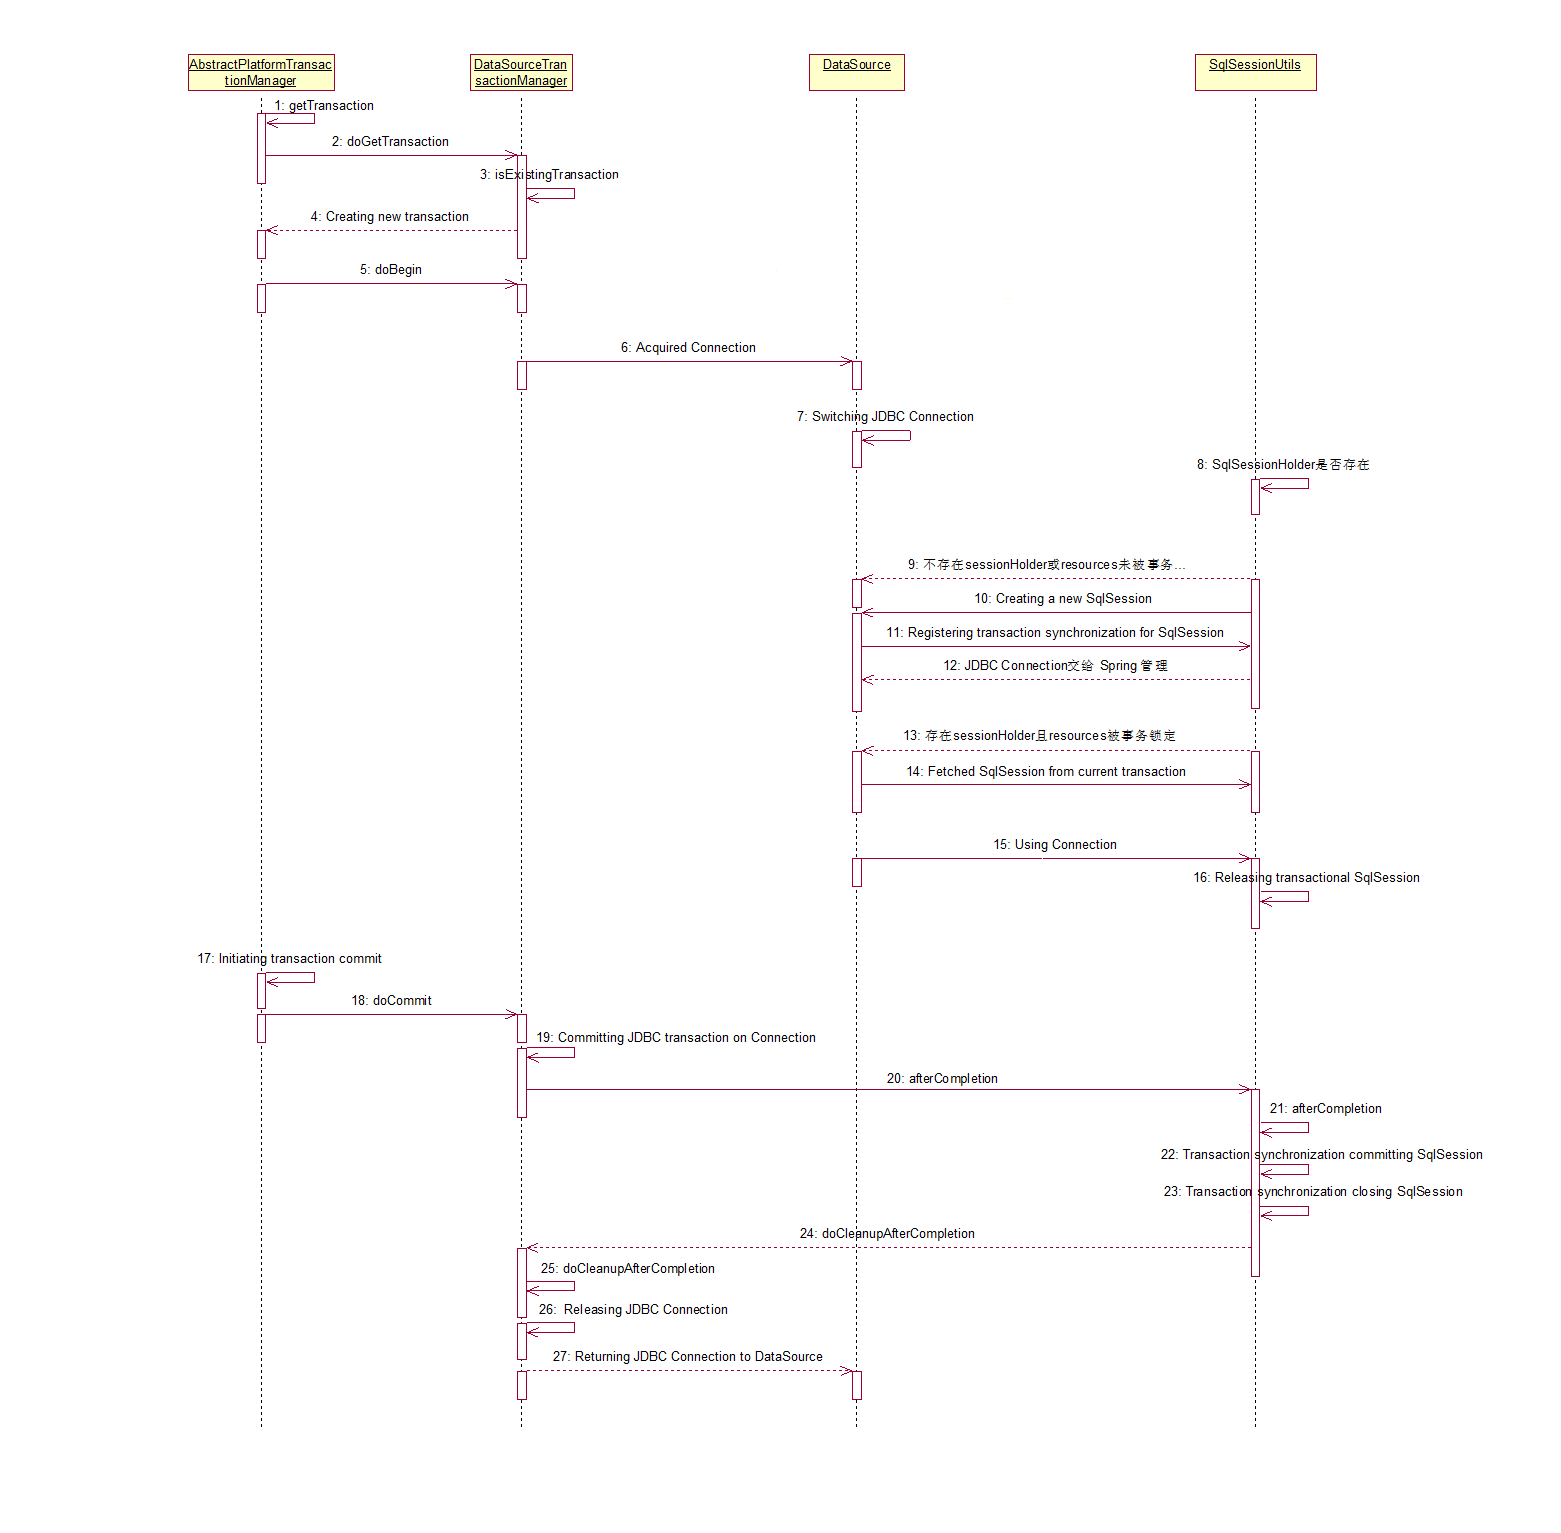 AbstractPlatformTransac
tionManager
DataSourceTran
sactionManager
DataSource
SqlSessionUtils
1: getTransaction
2: doGetTransaction
3: isExistingTransaction
4: Creating new transaction
5: doBegin
6: Acquired Connection
7: Switching JDBC Connection
8: SqlSessionHolder是否存在
9: 不存在sessionHolder或resources未被事务...
10: Creating a new SqlSession
11: Registering transaction synchronization for SqlSession
12: JDBC Connection交给 Spring 管理
13: 存在sessionHolder且resources被事务锁定
14: Fetched SqlSession from current transaction
15: Using Connection
16: Releasing transactional SqlSession
17: Initiating transaction commit
18: doCommit
19: Committing JDBC transaction on Connection
20: afterCompletion
21: afterCompletion
22: Transaction synchronization committing SqlSession
23: Transaction synchronization closing SqlSession
24: doCleanupAfterCompletion
25: doCleanupAfterCompletion
26: Releasing JDBC Connection
27: Returning JDBC Connection to DataSource